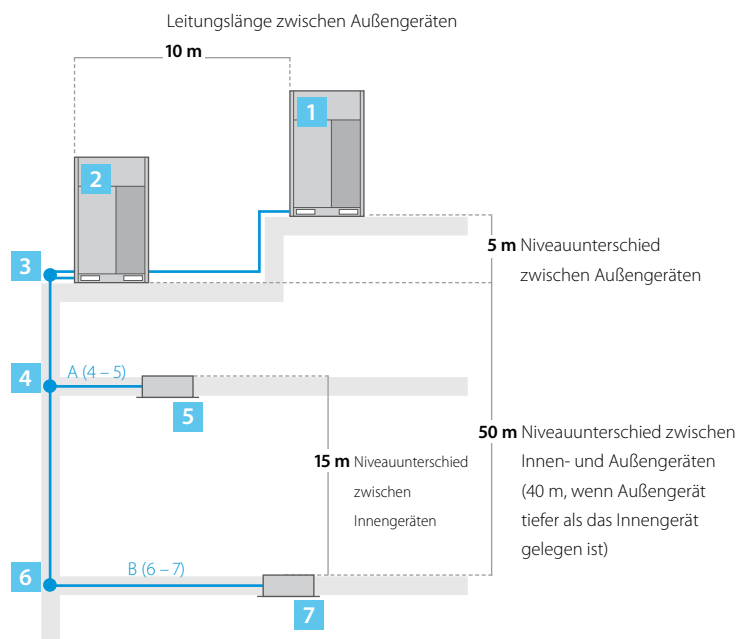 Leitungslänge zwischen Außengeräten
10 m
1
2
5 m Niveauunterschied
zwischen Außengeräten
3
4
A (4 – 5)
5
50 m Niveauunterschied zwischen
Innen- und Außengeräten
(40 m, wenn Außengerät
tiefer als das Innengerät
gelegen ist)
15 m Niveauunterschied
zwischen
Innengeräten
6
B (6 – 7)
7